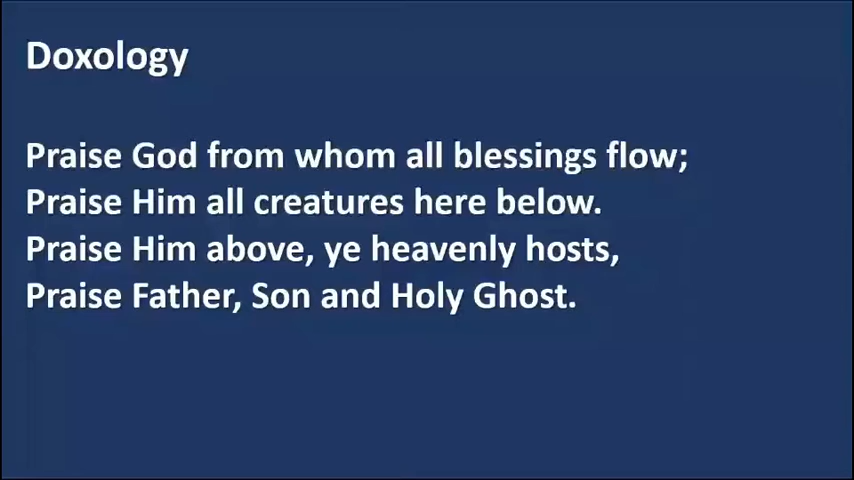 Doxology
Praise God from whom all blessings flow;
Praise Him all creatures here below.
Praise Him above, ye heavenly hosts,
Praise Father, Son and Holy Ghost.